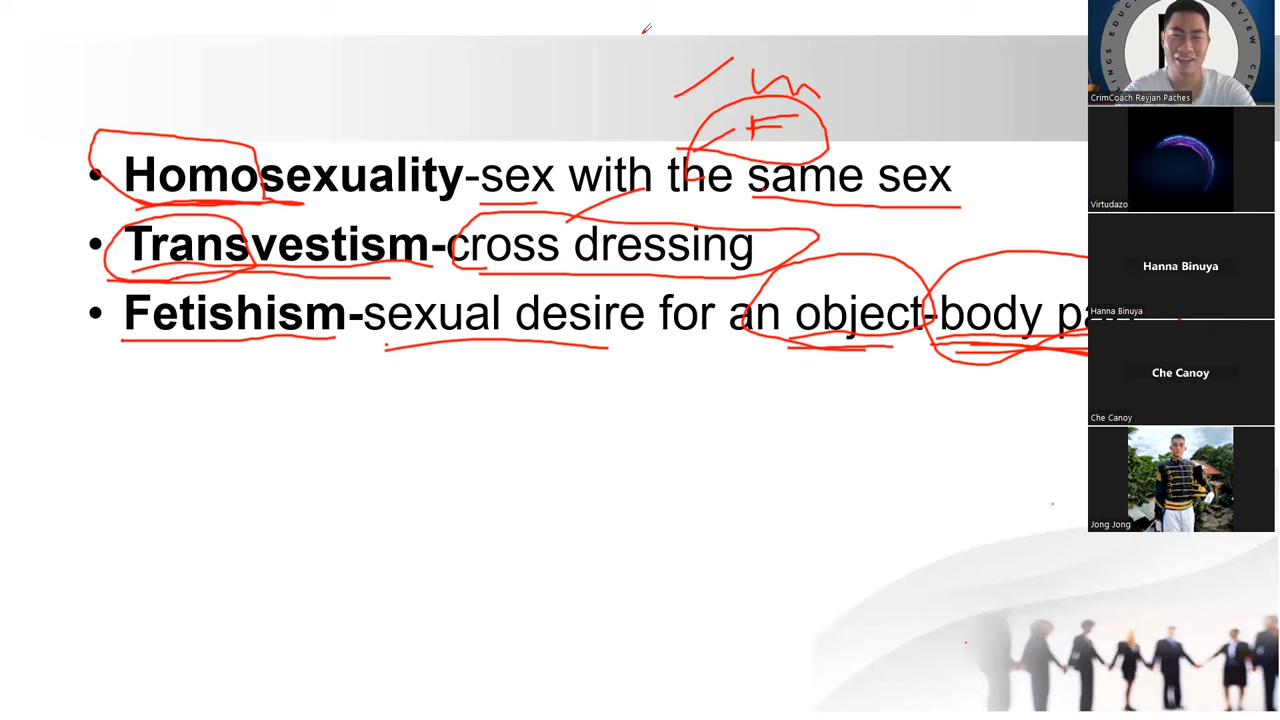 CrimCoach Reyjan Paches
m
F
• Homosexuality-sex with the same sex
• Transvestism-cross dressing
• Fetishism-sexual desire for an object-body
Virtudazo
Hanna Binuya
Hanna Binuya
Che Canoy
Che Canoy
Jong Jong